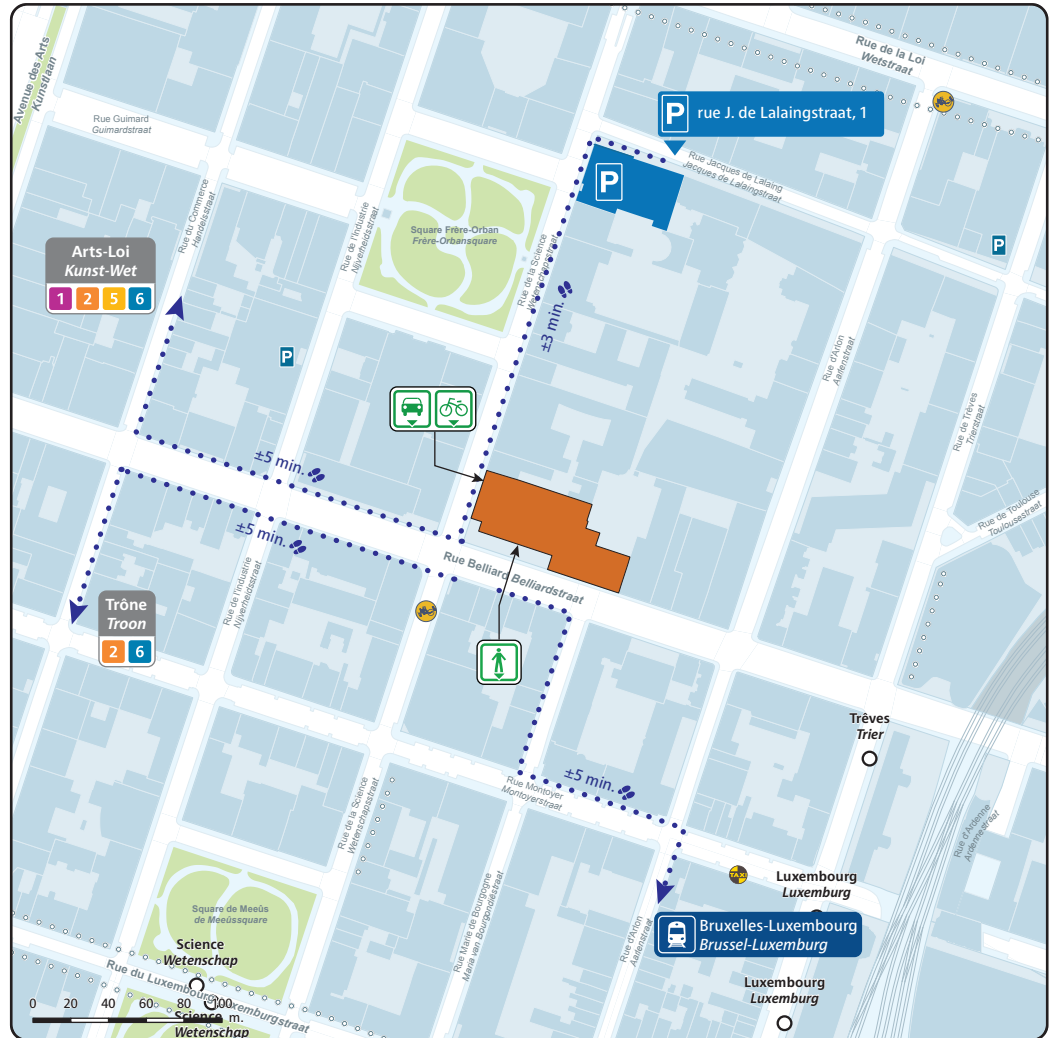 Avenue des Arts
Kunstlaan
Rue de la Loi
Wetstraat
Rue Guimard
Guimardstraat
P
rue J. de Lalaingstraat, 1
Rue Jacques de Lalaing
Jacques de Lalaingstraat
P
Rue du Commerce
Handelsstraat
Rue de l'Industrie
Nijverheidsstraat
Square Frère-Orban
Frère-Orbansquare
Rue de la Science
Wetenschapsstraat
P
Arts-Loi
Kunst-Wet
1 2 5 6
±3 min.
P
Rue d'Arlon
Aarlenstraat
Rue de Trèves
Trierstraat
±5 min.
±5 min.
Rue de Toulouse
Toulousestraat
Rue Belliard Belliardstraat
Rue de l'Industrie
Nijverheidsstraat
Trône
Troon
2 6
Trêves
Trier
±5 min.
Rue Montoyer
Montoyerstraat
Rue de la Science
Wetenschapsstraat
Rue d'Ardenne
Ardennestraat
TAXI
Luxembourg
Luxemburg
Square de Meeûs
de Meeûssquare
Rue Marie de Bourgogne
Maria van Bourgondiëstraat
Rue d'Arlon
Aarlenstraat
Bruxelles-Luxembourg
Brussel-Luxemburg
Science
Wetenschap
Rue du Luxembourg Luxemburgstraat
Luxembourg
Luxemburg
0 20 40 60 80 100 m.
Science
Wetenschap